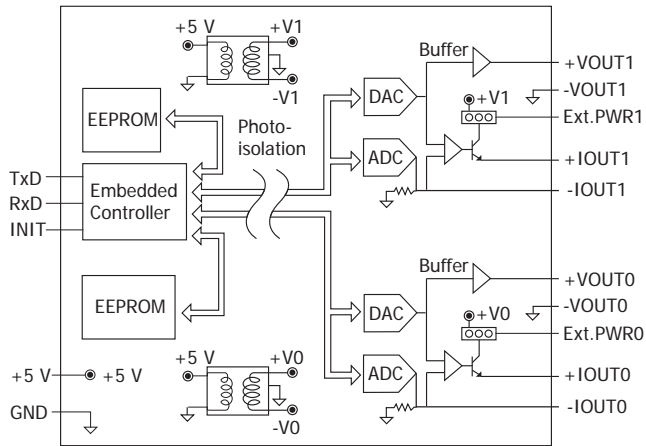 +5 V
+V1
-V1
Buffer
+VOUT1
-VOUT1
DAC
+V1
Ext.PWR1
EEPROM
Photo-
isolation
ADC
+IOUT1
-IOUT1
TxD
RxD
INIT
Embedded
Controller
Buffer
+VOUT0
-VOUT0
EEPROM
DAC
+V0
Ext.PWR0
+5 V
+5 V
+5 V
+V0
-V0
ADC
+IOUT0
-IOUT0
GND